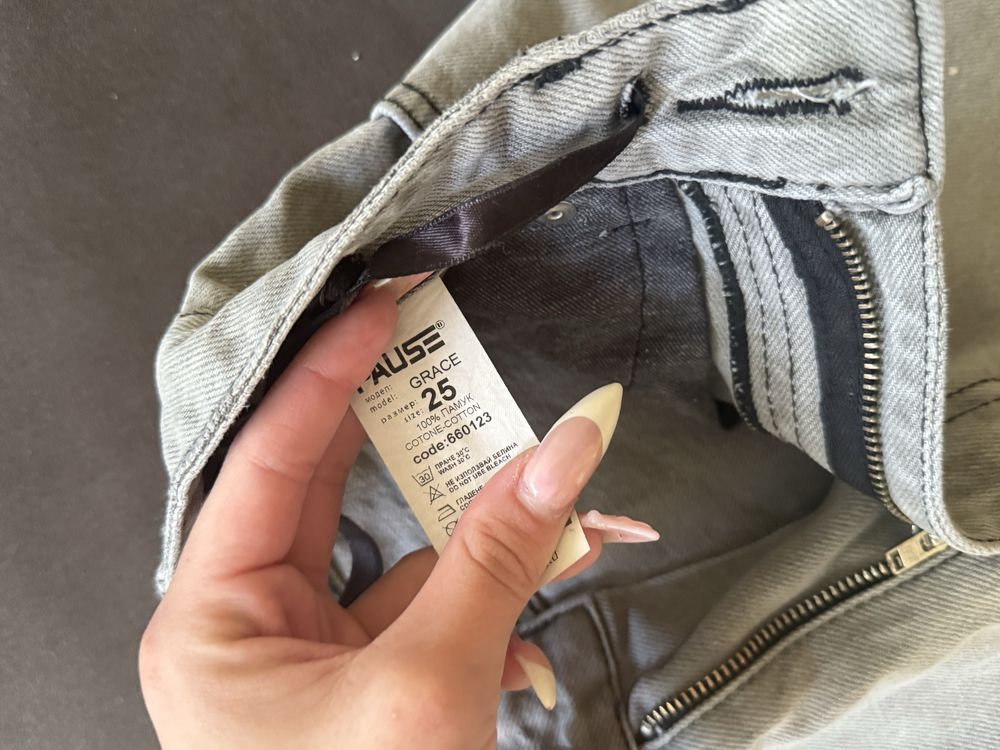 PAUSE®
модел:
model: GRACE
размер:
size: 25
100% ПАМУК
COTONE-COTTON
code:660123
30 ПРАНЕ 30°C
WASH 30°C
НЕ ИЗПОЛЗВАЙ БЕЛИНА
DO NOT USE BLEACH
ГЛАДЕНЕ